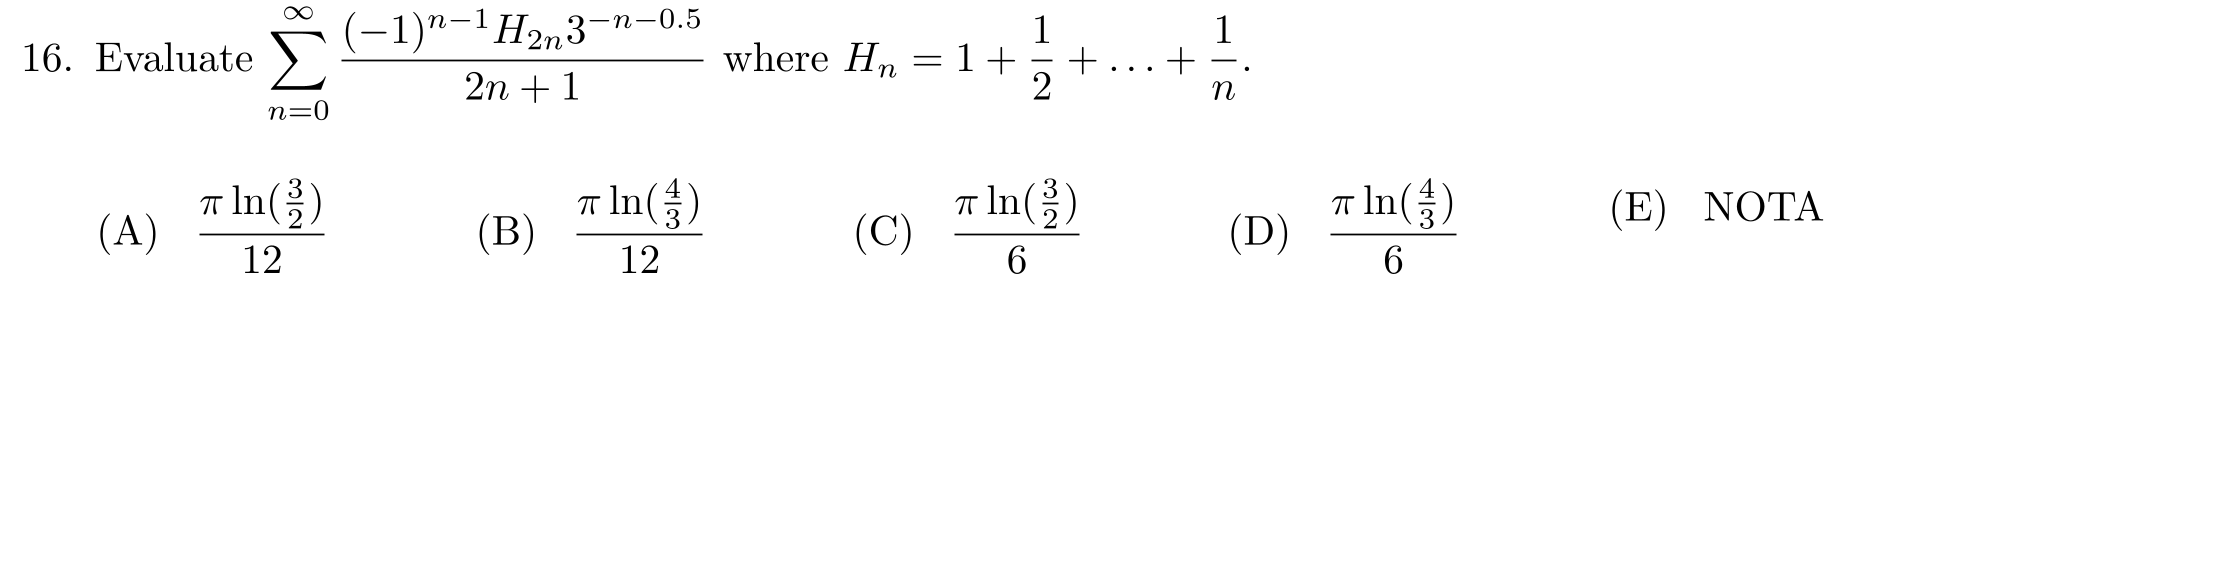 16. Evaluate $\sum_{n=0}^{\infty} \frac{(-1)^{n-1} H_{2n} 3^{-n-0.5}}{2n+1}$ where $H_n = 1 + \frac{1}{2} + \ldots + \frac{1}{n}$.
(A) $\frac{\pi \ln(\frac{3}{2})}{12}$ (B) $\frac{\pi \ln(\frac{4}{3})}{12}$ (C) $\frac{\pi \ln(\frac{3}{2})}{6}$ (D) $\frac{\pi \ln(\frac{4}{3})}{6}$ (E) NOTA